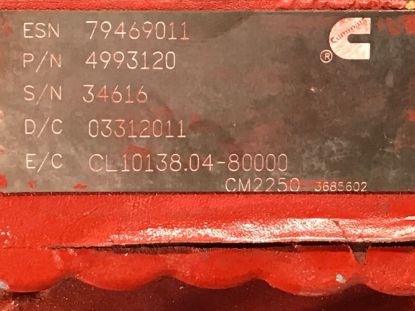 ESN 79469011
Cummins
®
P/N 4993120
S/N 34616
D/C 03312011
E/C CL10138.04-80000
CM2250 3685602